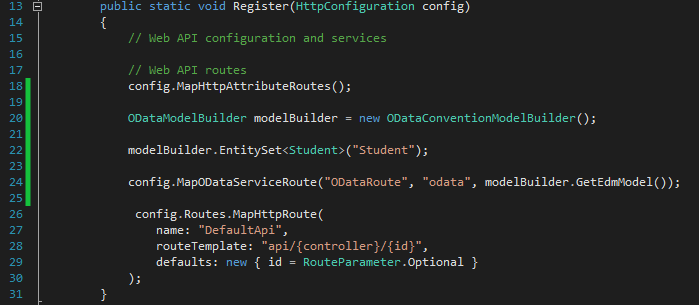 13 public static void Register(HttpConfiguration config)
14 {
15 // Web API configuration and services
16
17 // Web API routes
18 config.MapHttpAttributeRoutes();
19
20 ODataModelBuilder modelBuilder = new ODataConventionModelBuilder();
21
22 modelBuilder.EntitySet<Student>("Student");
23
24 config.MapODataServiceRoute("ODataRoute", "odata", modelBuilder.GetEdmModel());
25
26 config.Routes.MapHttpRoute(
27 name: "DefaultApi",
28 routeTemplate: "api/{controller}/{id}",
29 defaults: new { id = RouteParameter.Optional }
30 );
31 }